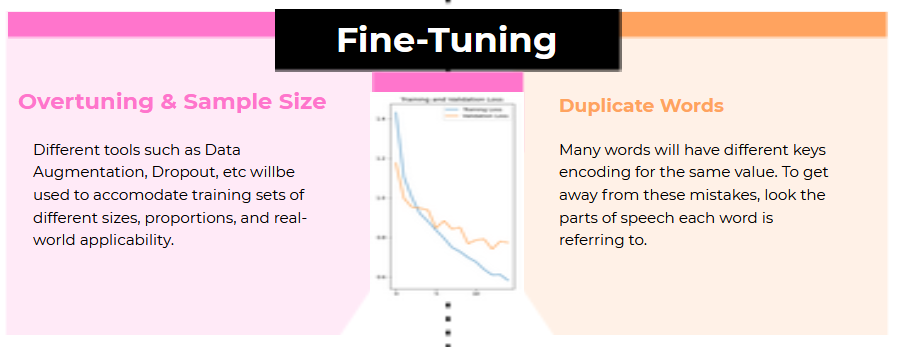 Fine-Tuning
Overtuning & Sample Size
Different tools such as Data
Augmentation, Dropout, etc willbe
used to accomodate training sets of
different sizes, proportions, and real-
world applicability.
Training and Validation Loss
Training Loss
Validation Loss
Duplicate Words
Many words will have different keys
encoding for the same value. To get
away from these mistakes, look the
parts of speech each word is
referring to.